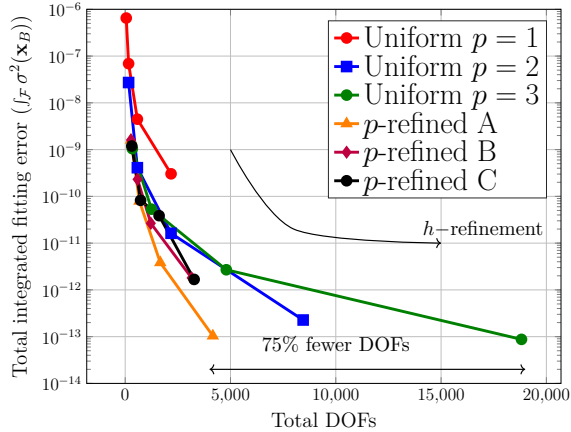 Total integrated fitting error (∫_F σ²(x_B))
10⁻⁶
10⁻⁷
10⁻⁸
10⁻⁹
10⁻¹⁰
10⁻¹¹
10⁻¹²
10⁻¹³
10⁻¹⁴
Uniform p = 1
Uniform p = 2
Uniform p = 3
p-refined A
p-refined B
p-refined C
h−refinement
75% fewer DOFs
0
5,000
10,000
15,000
20,000
Total DOFs